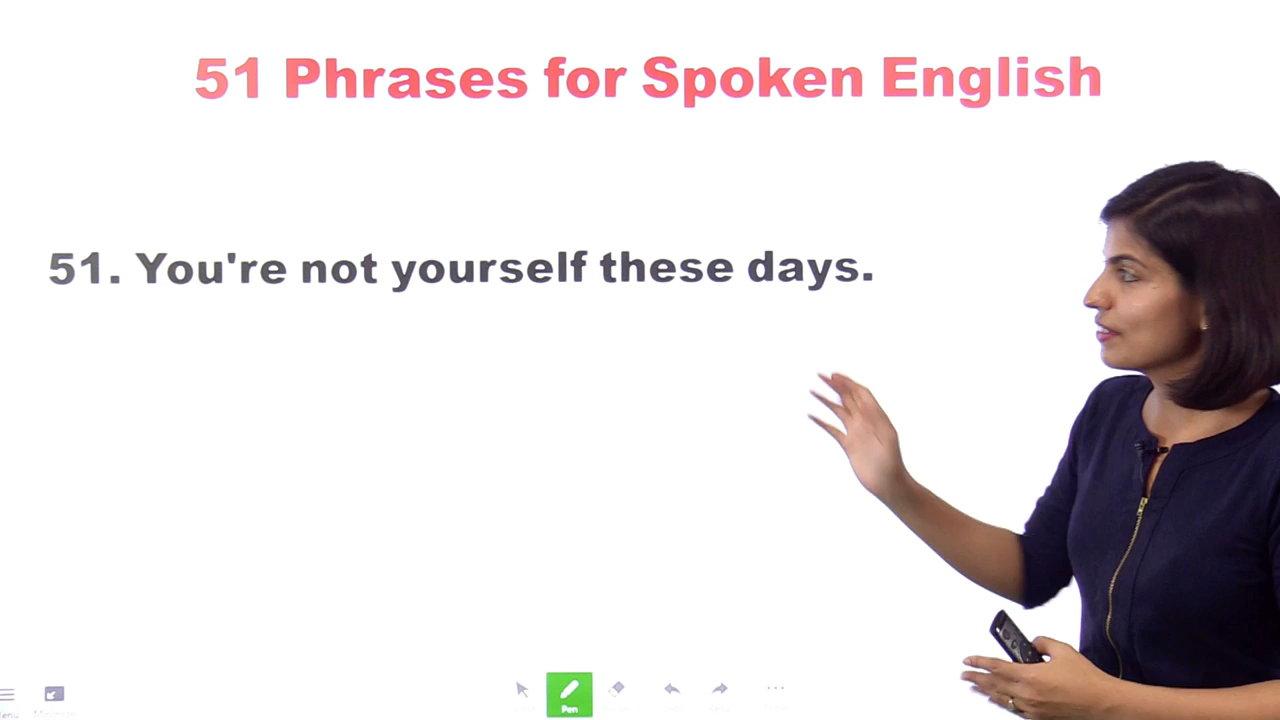 51 Phrases for Spoken English
51. You're not yourself these days.
Pen